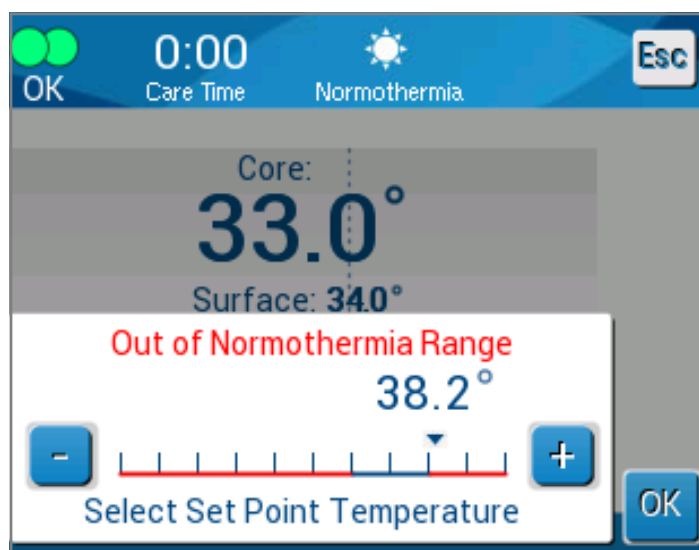 OK
0:00
Care Time
Normothermia
Esc
Core:
33.0°
Surface: 34.0°
Out of Normothermia Range
38.2°
-
+
Select Set Point Temperature
OK